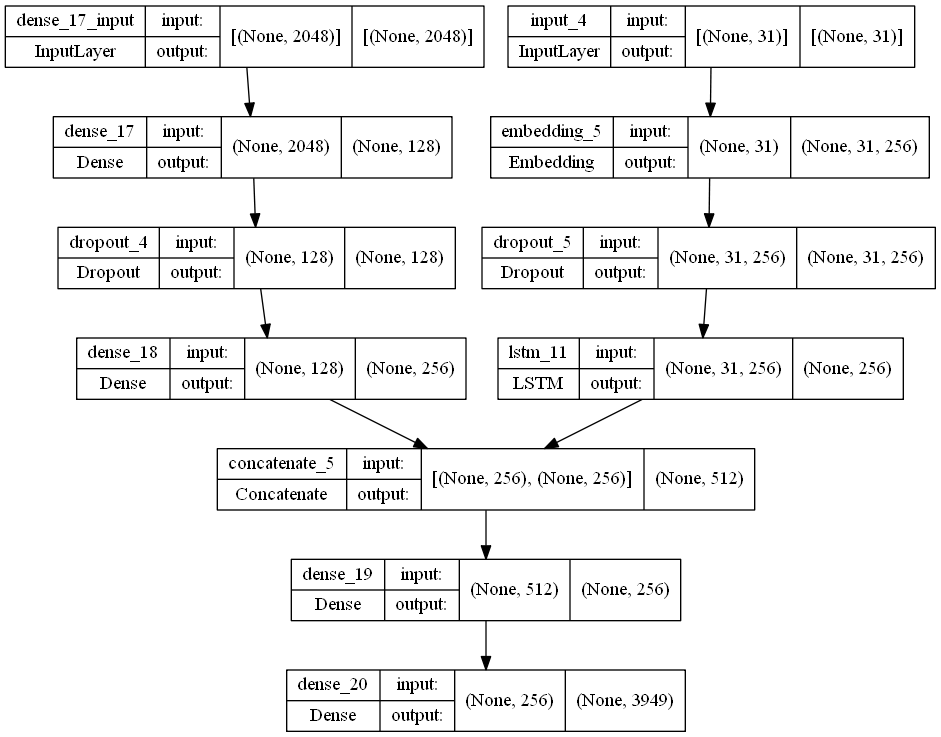 dense_17_input input: [(None, 2048)] [(None, 2048)]
InputLayer output:
input_4 input: [(None, 31)] [(None, 31)]
InputLayer output:
dense_17 input: (None, 2048) (None, 128)
Dense output:
embedding_5 input: (None, 31) (None, 31, 256)
Embedding output:
dropout_4 input: (None, 128) (None, 128)
Dropout output:
dropout_5 input: (None, 31, 256) (None, 31, 256)
Dropout output:
dense_18 input: (None, 128) (None, 256)
Dense output:
lstm_11 input: (None, 31, 256) (None, 256)
LSTM output:
concatenate_5 input: [(None, 256), (None, 256)] (None, 512)
Concatenate output:
dense_19 input: (None, 512) (None, 256)
Dense output:
dense_20 input: (None, 256) (None, 3949)
Dense output: